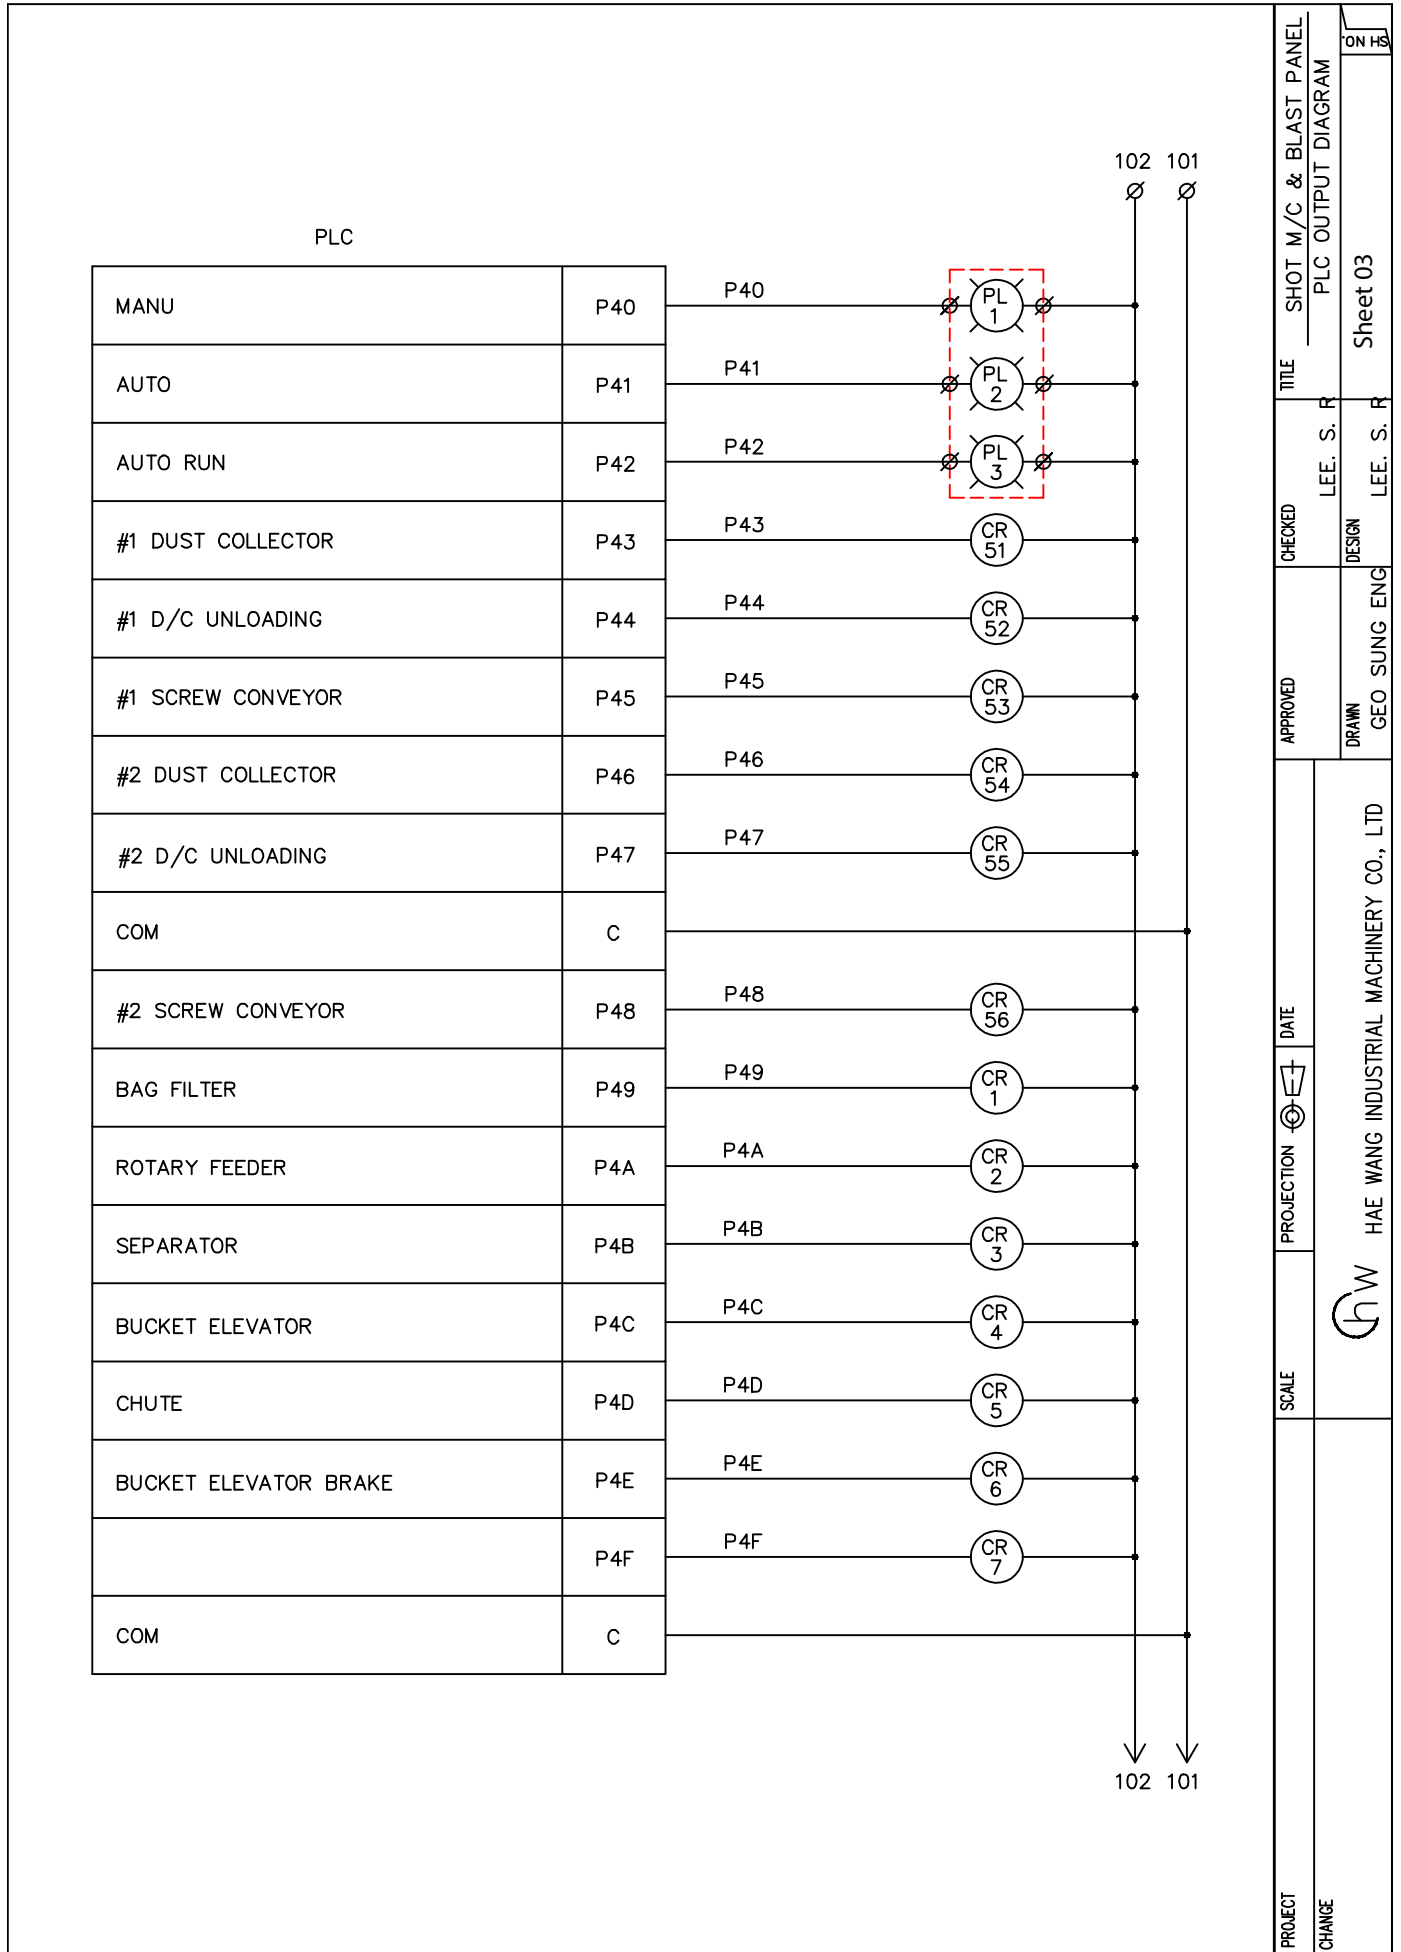 102 101
PLC
MANU P40 P40 PL 1
AUTO P41 P41 PL 2
AUTO RUN P42 P42 PL 3
#1 DUST COLLECTOR P43 P43 CR 51
#1 D/C UNLOADING P44 P44 CR 52
#1 SCREW CONVEYOR P45 P45 CR 53
#2 DUST COLLECTOR P46 P46 CR 54
#2 D/C UNLOADING P47 P47 CR 55
COM C
#2 SCREW CONVEYOR P48 P48 CR 56
BAG FILTER P49 P49 CR 1
ROTARY FEEDER P4A P4A CR 2
SEPARATOR P4B P4B CR 3
BUCKET ELEVATOR P4C P4C CR 4
CHUTE P4D P4D CR 5
BUCKET ELEVATOR BRAKE P4E P4E CR 6
P4F P4F CR 7
COM C
102 101
PROJECT
CHANGE
SCALE
PROJECTION
DATE
hw HAE WANG INDUSTRIAL MACHINERY CO., LTD
APPROVED
DRAWN
GEO SUNG ENG
CHECKED
LEE. S. R
DESIGN
LEE. S. R
TITLE
SHOT M/C & BLAST PANEL
PLC OUTPUT DIAGRAM
Sheet 03
SH NO.